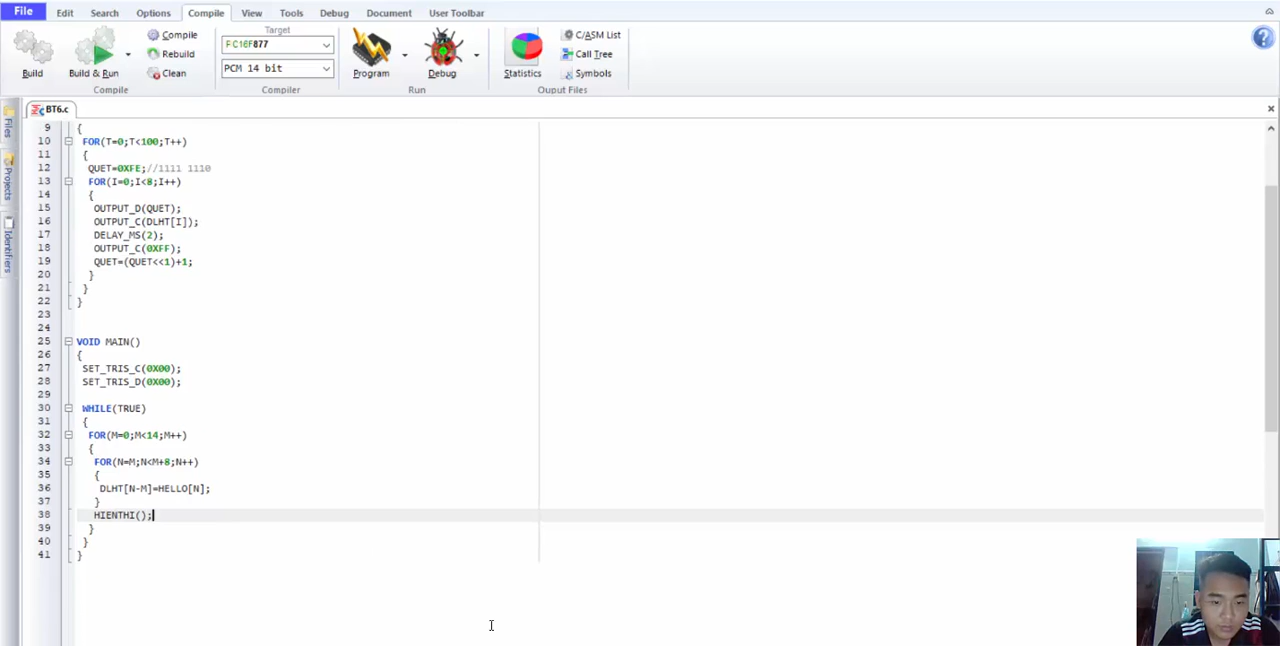 File Edit Search Options Compile View Tools Debug Document User Toolbar
Build
Build & Run
Compile
Rebuild
Clean
Compile
Target
PCM 14 bit
Compiler
Program
Debug
Run
Statistics
C/ASM List
Call Tree
Symbols
Ouput Files
Files
Projects
Identifiers
BT6.c
9 {
10 FOR(T=0;T<100;T++)
11 {
12 QUET=0XFE;//1111 1110
13 FOR(I=0;I<8;I++)
14 {
15 OUTPUT_D(QUET);
16 OUTPUT_C(DLHT[I]);
17 DELAY_MS(2);
18 OUTPUT_C(0XFF);
19 QUET=(QUET<<1)+1;
20 }
21 }
22 }
23
24
25 VOID MAIN()
26 {
27 SET_TRIS_C(0X00);
28 SET_TRIS_D(0X00);
29
30 WHILE(TRUE)
31 {
32 FOR(M=0;M<14;M++)
33 {
34 FOR(N=M;N<M+8;N++)
35 {
36 DLHT[N-M]=HELLO[N];
37 }
38 HIENTHI();
39 }
40 }
41 }